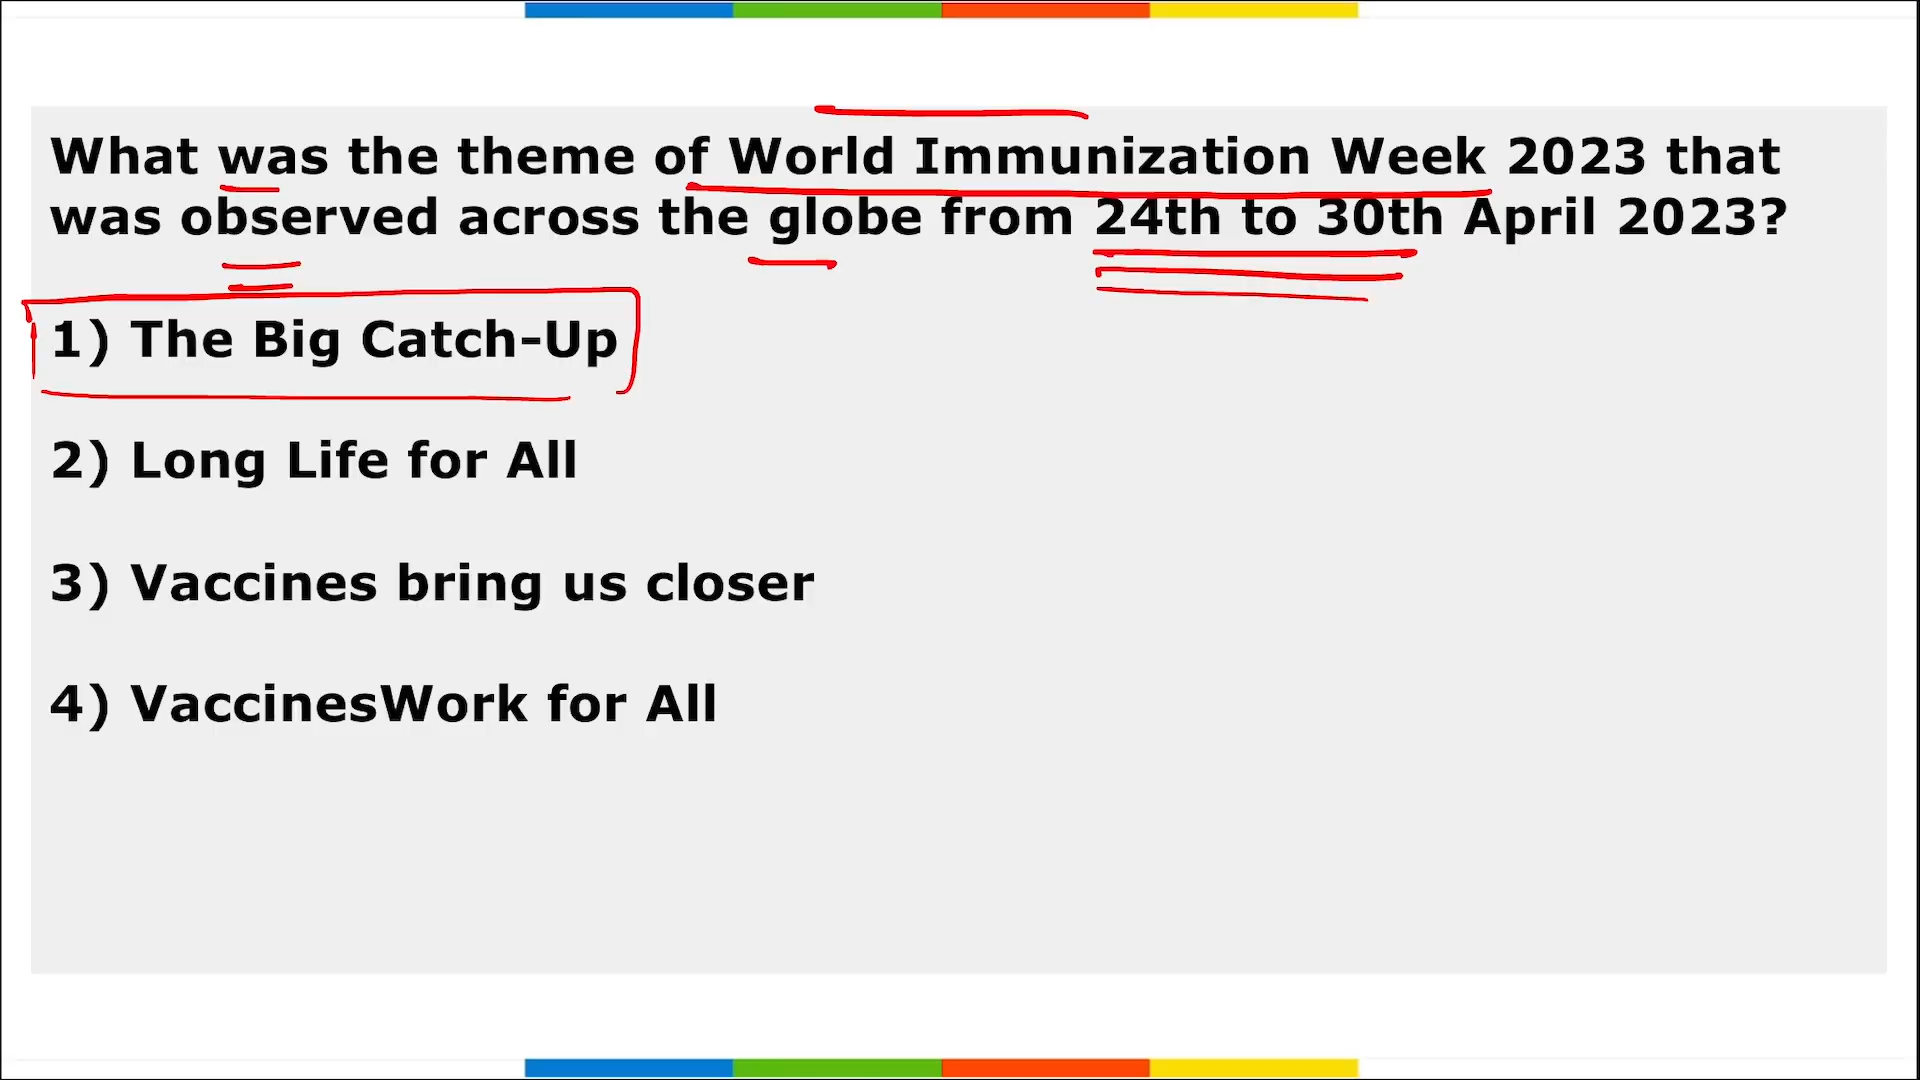 What was the theme of World Immunization Week 2023 that
was observed across the globe from 24th to 30th April 2023?
1) The Big Catch-Up
2) Long Life for All
3) Vaccines bring us closer
4) VaccinesWork for All